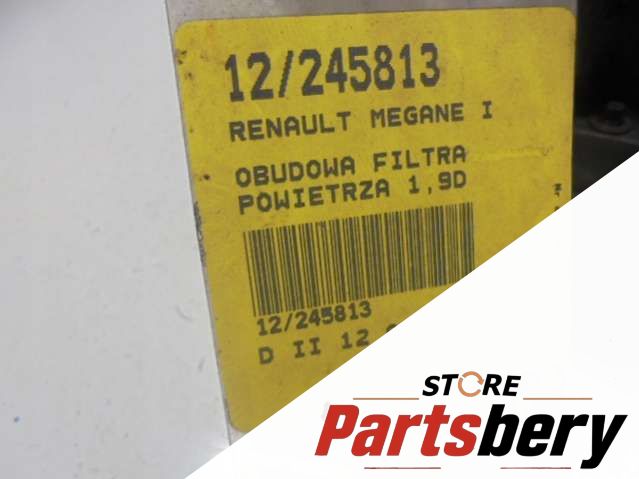 12/245813
RENAULT MEGANE I
OBUDOWA FILTRA
POWIETRZA 1,9D
12/245813
D II 12
STORE
Partsbery